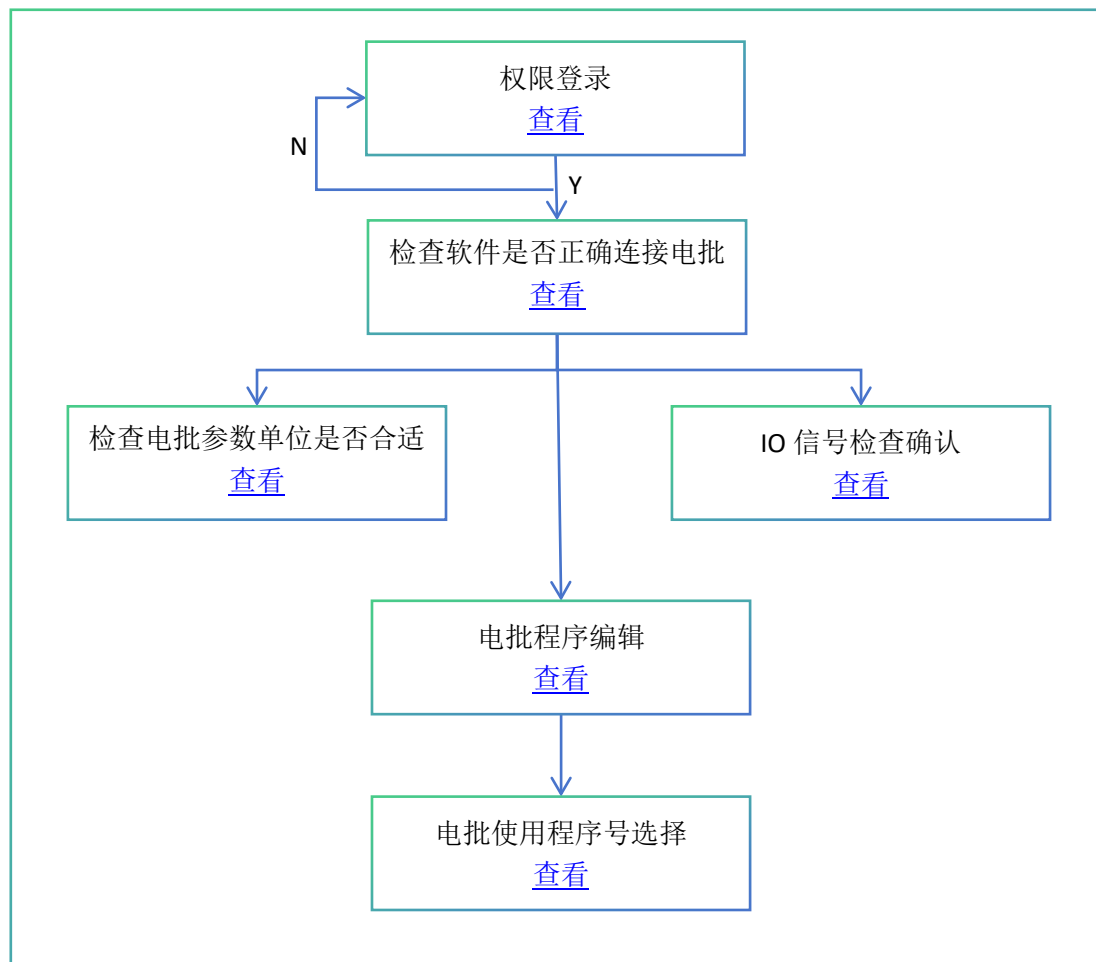 权限登录
查看
N
Y
检查软件是否正确连接电批
查看
检查电批参数单位是否合适
查看
IO 信号检查确认
查看
电批程序编辑
查看
电批使用程序号选择
查看